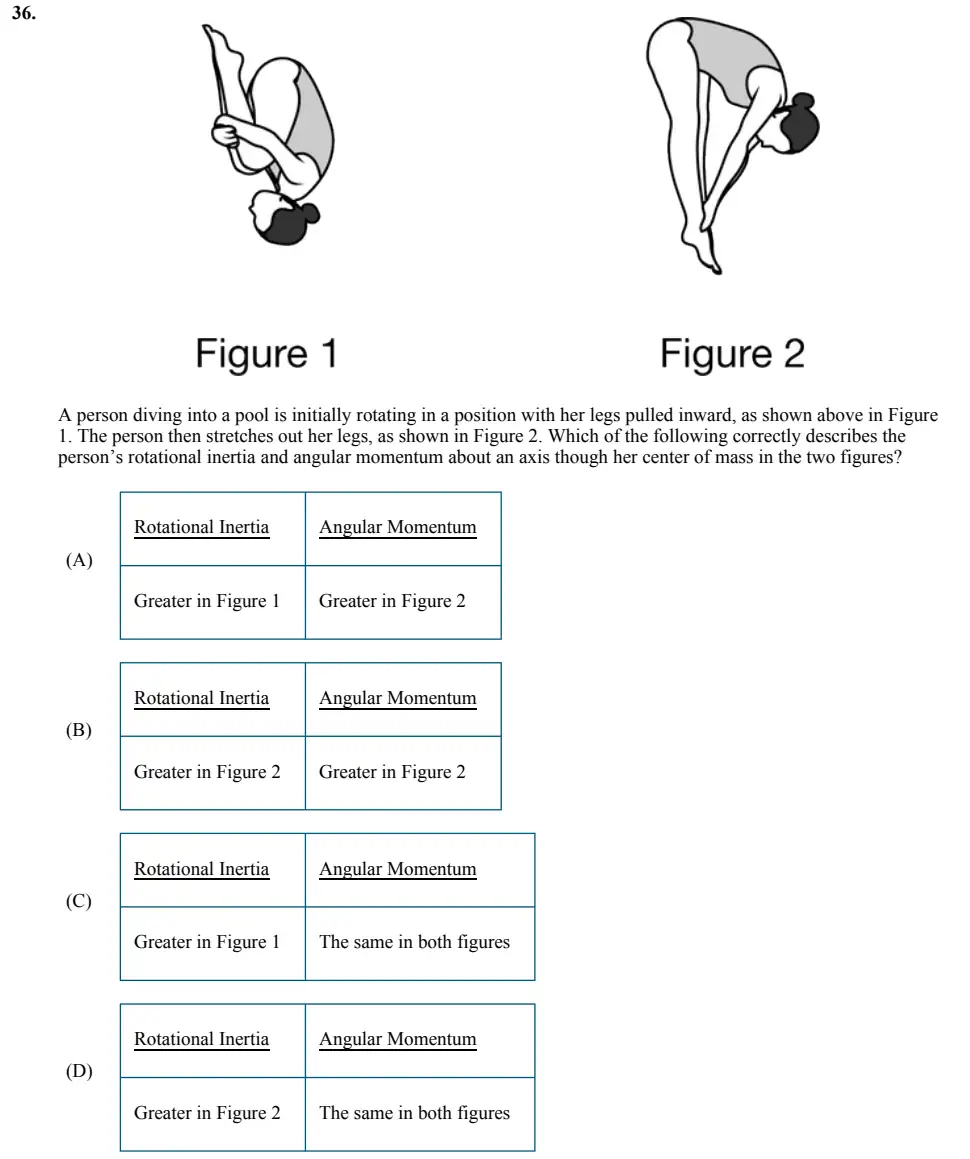 36.
Figure 1
Figure 2
A person diving into a pool is initially rotating in a position with her legs pulled inward, as shown above in Figure
1. The person then stretches out her legs, as shown in Figure 2. Which of the following correctly describes the
person’s rotational inertia and angular momentum about an axis though her center of mass in the two figures?
(A)
Rotational Inertia
Angular Momentum
Greater in Figure 1
Greater in Figure 2
(B)
Rotational Inertia
Angular Momentum
Greater in Figure 2
Greater in Figure 2
(C)
Rotational Inertia
Angular Momentum
Greater in Figure 1
The same in both figures
(D)
Rotational Inertia
Angular Momentum
Greater in Figure 2
The same in both figures